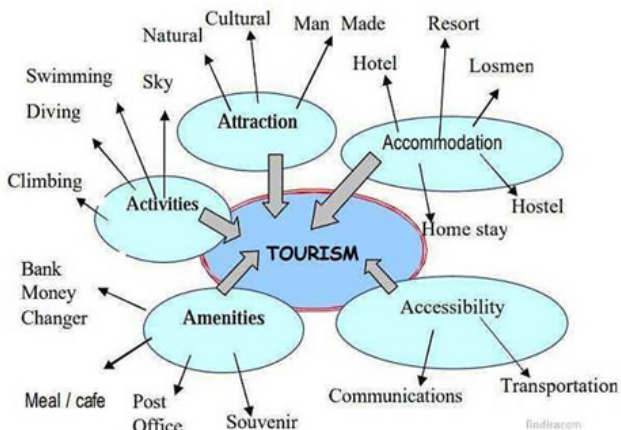 Cultural
Natural
Man Made
Resort
Hotel
Losmen
Swimming
Sky
Diving
Attraction
Accommodation
Climbing
Activities
Hostel
Home stay
TOURISM
Bank
Money
Changer
Amenities
Accessibility
Meal / cafe
Post
Office
Souvenir
Communications
Transportation
findiracom